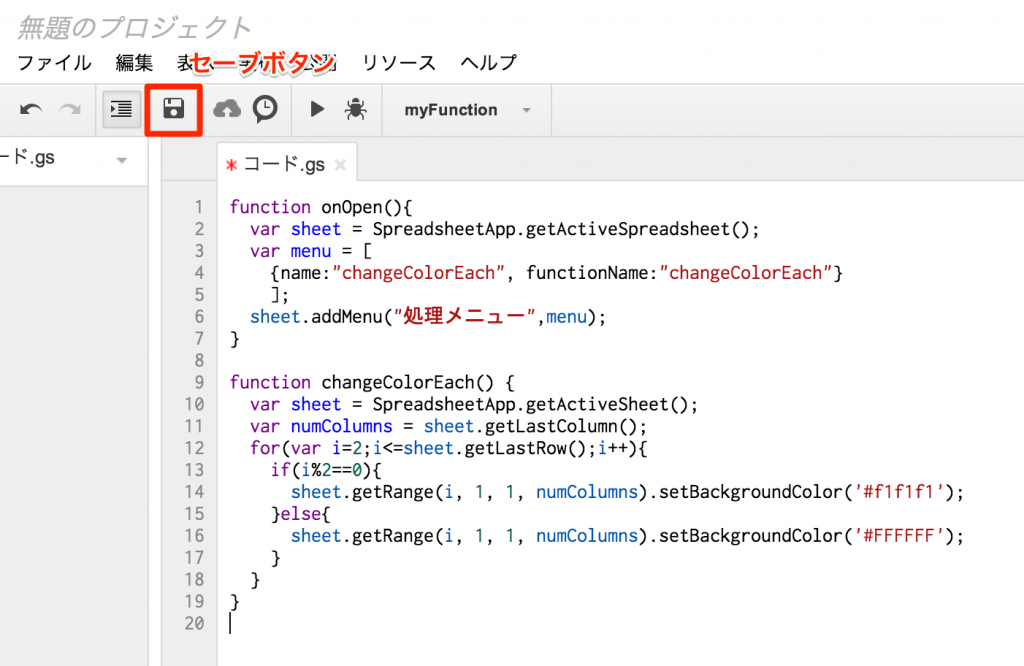 無題のプロジェクト
ファイル 編集 リソース ヘルプ
セーブボタン
myFunction
ード.gs
* コード.gs ×
1 function onOpen(){
2   var sheet = SpreadsheetApp.getActiveSpreadsheet();
3   var menu = [
4     {name:"changeColorEach", functionName:"changeColorEach"}
5     ];
6   sheet.addMenu("処理メニュー",menu);
7 }
8
9 function changeColorEach() {
10   var sheet = SpreadsheetApp.getActiveSheet();
11   var numColumns = sheet.getLastColumn();
12   for(var i=2;i<=sheet.getLastRow();i++){
13     if(i%2==0){
14       sheet.getRange(i, 1, 1, numColumns).setBackgroundColor('#f1f1f1');
15     }else{
16       sheet.getRange(i, 1, 1, numColumns).setBackgroundColor('#FFFFFF');
17     }
18   }
19 }
20